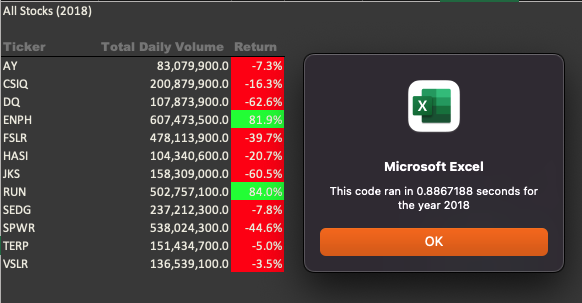 All Stocks (2018)
Ticker Total Daily Volume Return
AY 83,079,900.0 -7.3%
CSIQ 200,879,900.0 -16.3%
DQ 107,873,900.0 -62.6%
ENPH 607,473,500.0 81.9%
FSLR 478,113,900.0 -39.7%
HASI 104,340,600.0 -20.7%
JKS 158,309,000.0 -60.5%
RUN 502,757,100.0 84.0%
SEDG 237,212,300.0 -7.8%
SPWR 538,024,300.0 -44.6%
TERP 151,434,700.0 -5.0%
VSLR 136,539,100.0 -3.5%
X
Microsoft Excel
This code ran in 0.8867188 seconds for
the year 2018
OK